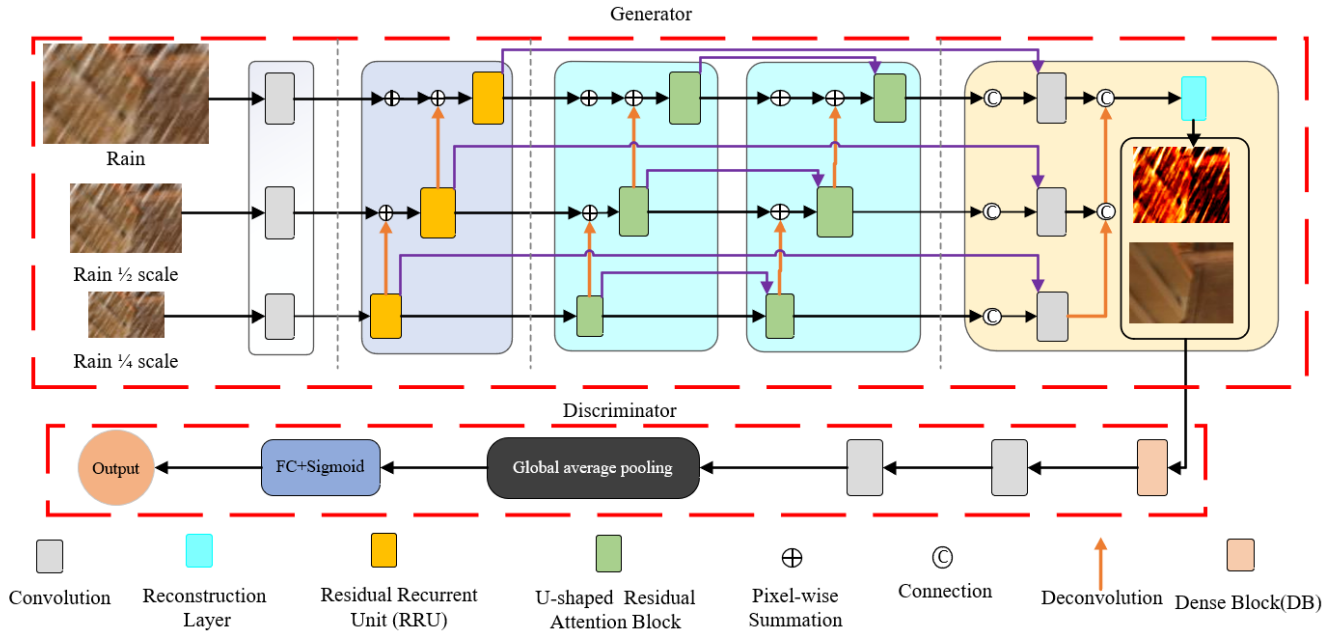 Generator
Rain
Rain ½ scale
Rain ¼ scale
C
C
C
C
C
Discriminator
Output
FC+Sigmoid
Global average pooling
Convolution
Reconstruction
Layer
Residual Recurrent
Unit (RRU)
U-shaped Residual
Attention Block
Pixel-wise
Summation
C
Connection
Deconvolution
Dense Block(DB)